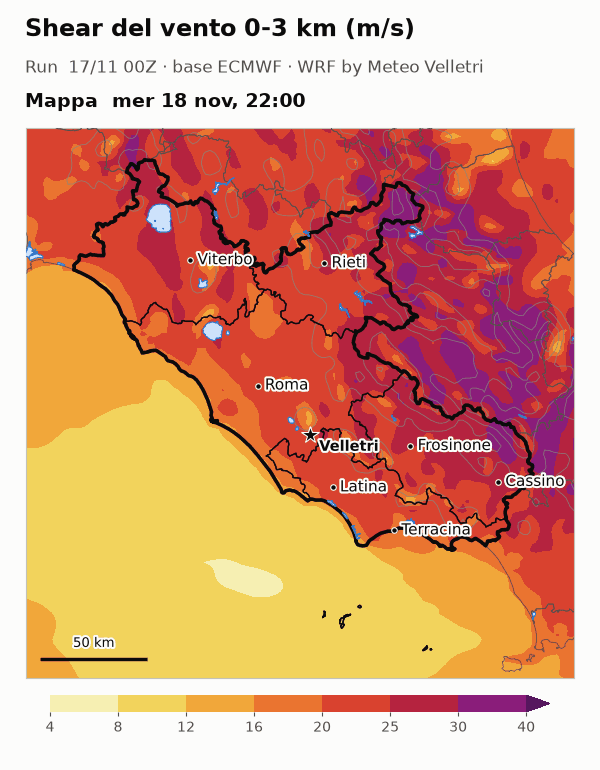 Shear del vento 0-3 km (m/s)
Run  17/11 00Z · base ECMWF · WRF by Meteo Velletri
Mappa  mer 18 nov, 22:00
Viterbo
Rieti
Roma
Velletri
Frosinone
Cassino
Latina
Terracina
50 km
4 8 12 16 20 25 30 40